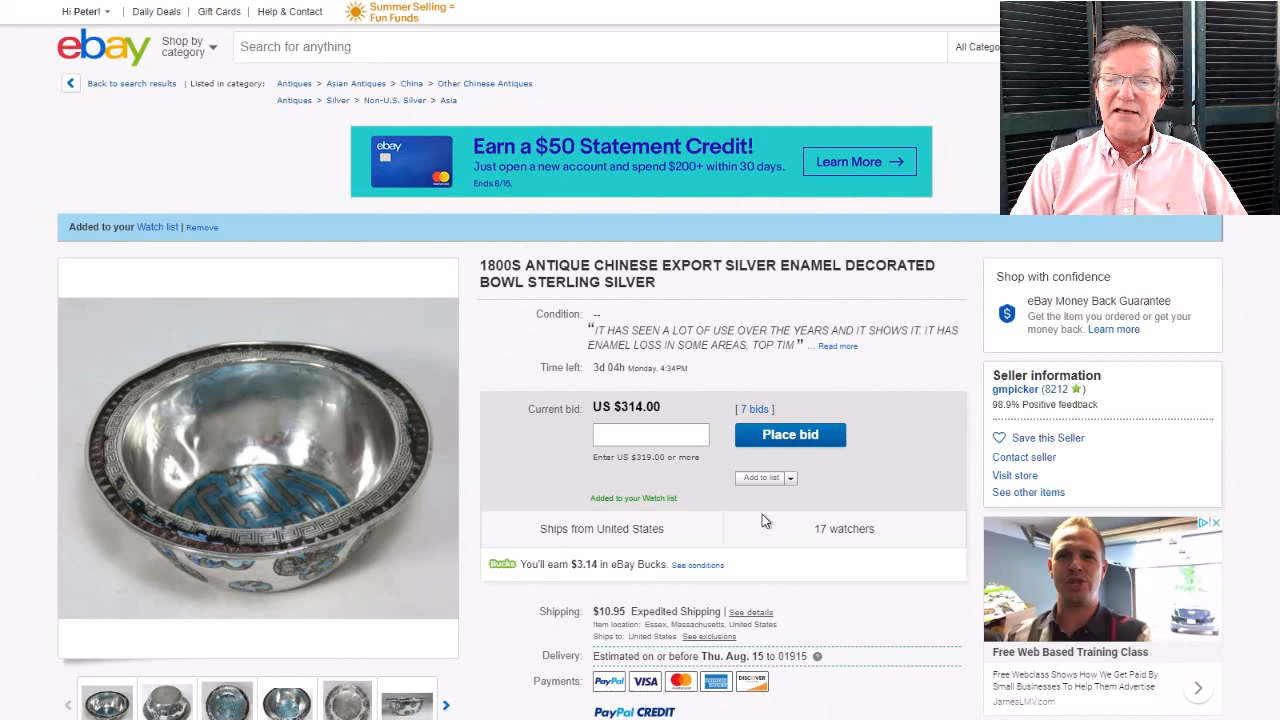 Hi Peter!
Daily Deals
Gift Cards
Help & Contact
Summer Selling =
Fun Funds
ebay
Shop by
category
Search for anything
All Catego
Back to search results
Listed in category:
Antiques > Asian Antiques > China > Other Chinese Antiques
Antiques > Silver > Non-U.S. Silver > Asia
ebay
Earn a $50 Statement Credit!
Just open a new account and spend $200+ within 30 days.
Ends 8/15.
Learn More →
Added to your Watch list | Remove
1800S ANTIQUE CHINESE EXPORT SILVER ENAMEL DECORATED
BOWL STERLING SILVER
Condition: --
“IT HAS SEEN A LOT OF USE OVER THE YEARS AND IT SHOWS IT. IT HAS
ENAMEL LOSS IN SOME AREAS, TOP TIM ” ... Read more
Time left: 3d 04h Monday, 4:34PM
Current bid: US $314.00 [ 7 bids ]
Place bid
Enter US $319.00 or more
Add to list
Added to your Watch list
Ships from United States
17 watchers
Bucks You'll earn $3.14 in eBay Bucks. See conditions
Shipping: $10.95 Expedited Shipping | See details
Item location: Essex, Massachusetts, United States
Ships to: United States See exclusions
Delivery: Estimated on or before Thu. Aug. 15 to 01915
Payments: PayPal VISA DISCOVER
PayPal CREDIT
Shop with confidence
eBay Money Back Guarantee
Get the item you ordered or get your
money back. Learn more
Seller information
gmpicker (8212 )
98.9% Positive feedback
Save this Seller
Contact seller
Visit store
See other items
Free Web Based Training Class
Free Webclass Shows How We Get Paid By
Small Businesses To Help Them Advertise
JamesLMV.com